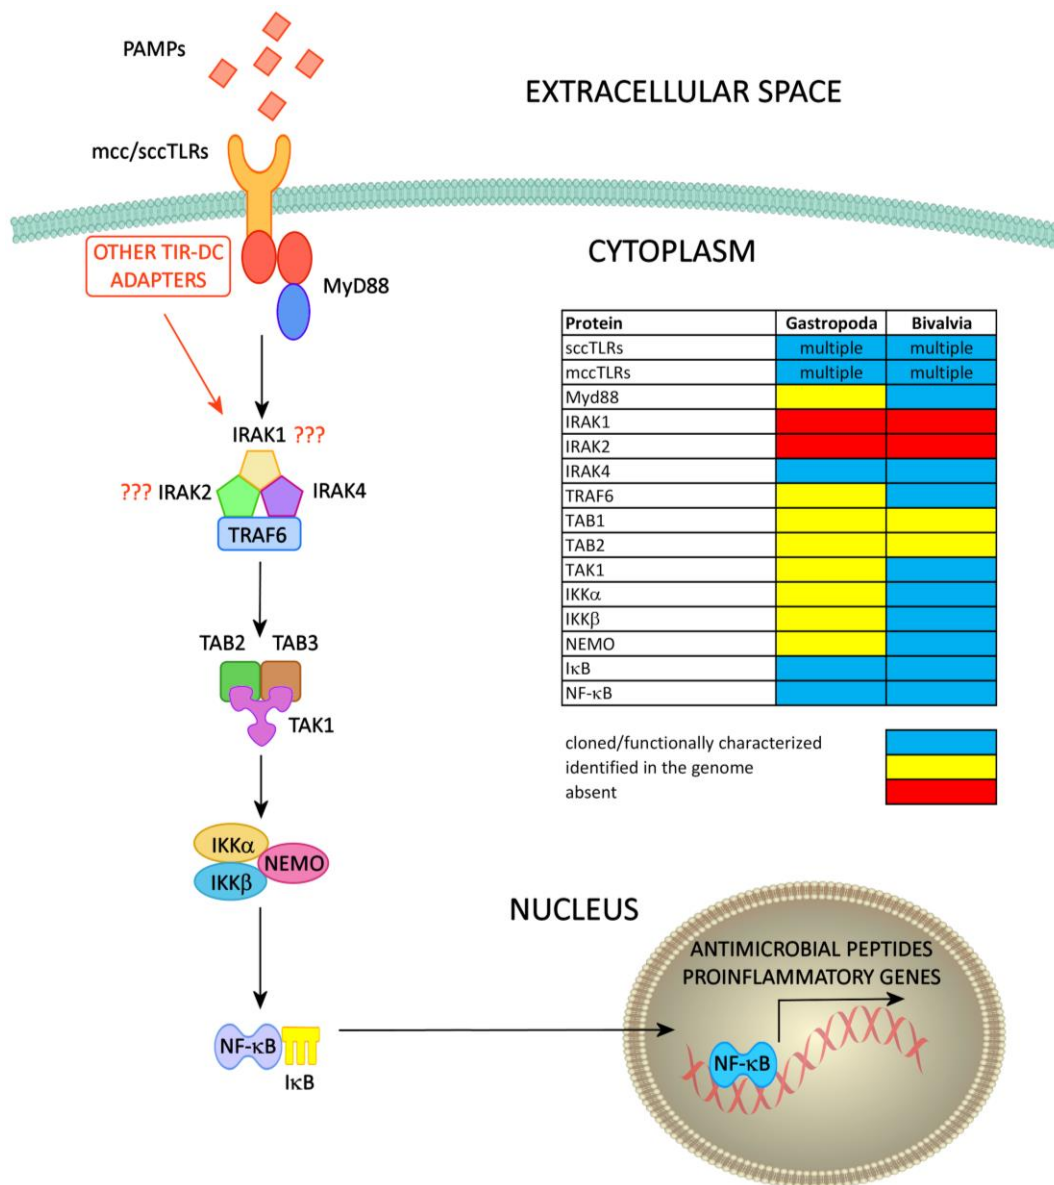 PAMPs
EXTRACELLULAR SPACE
mcc/sccTLRs
CYTOPLASM
OTHER TIR-DC
ADAPTERS
MyD88
IRAK1 ???
??? IRAK2
IRAK4
TRAF6
TAB2 TAB3
TAK1
IKKα
NEMO
IKKβ
NF-κB
IκB
Protein Gastropoda Bivalvia
sccTLRs multiple multiple
mccTLRs multiple multiple
Myd88
IRAK1
IRAK2
IRAK4
TRAF6
TAB1
TAB2
TAK1
IKKα
IKKβ
NEMO
IκB
NF-κB
cloned/functionally characterized
identified in the genome
absent
NUCLEUS
ANTIMICROBIAL PEPTIDES
PROINFLAMMATORY GENES
NF-κB